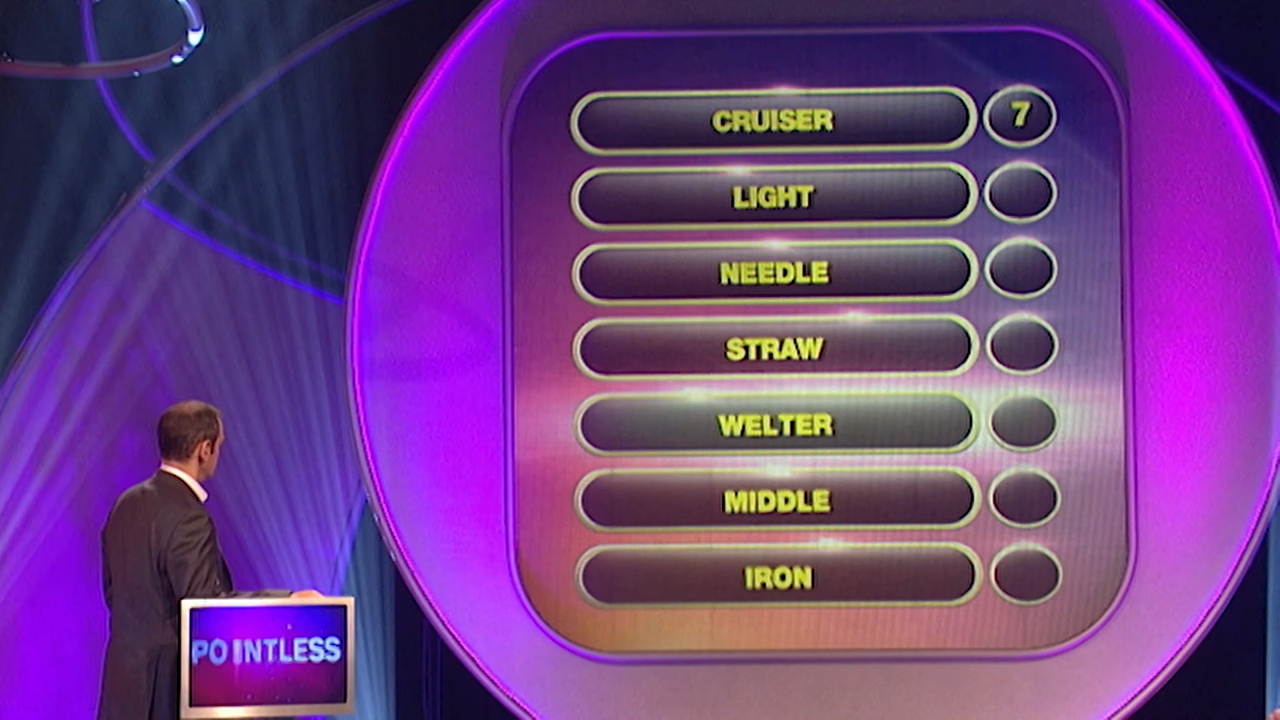 CRUISER 7
LIGHT
NEEDLE
STRAW
WELTER
MIDDLE
IRON
POINTLESS